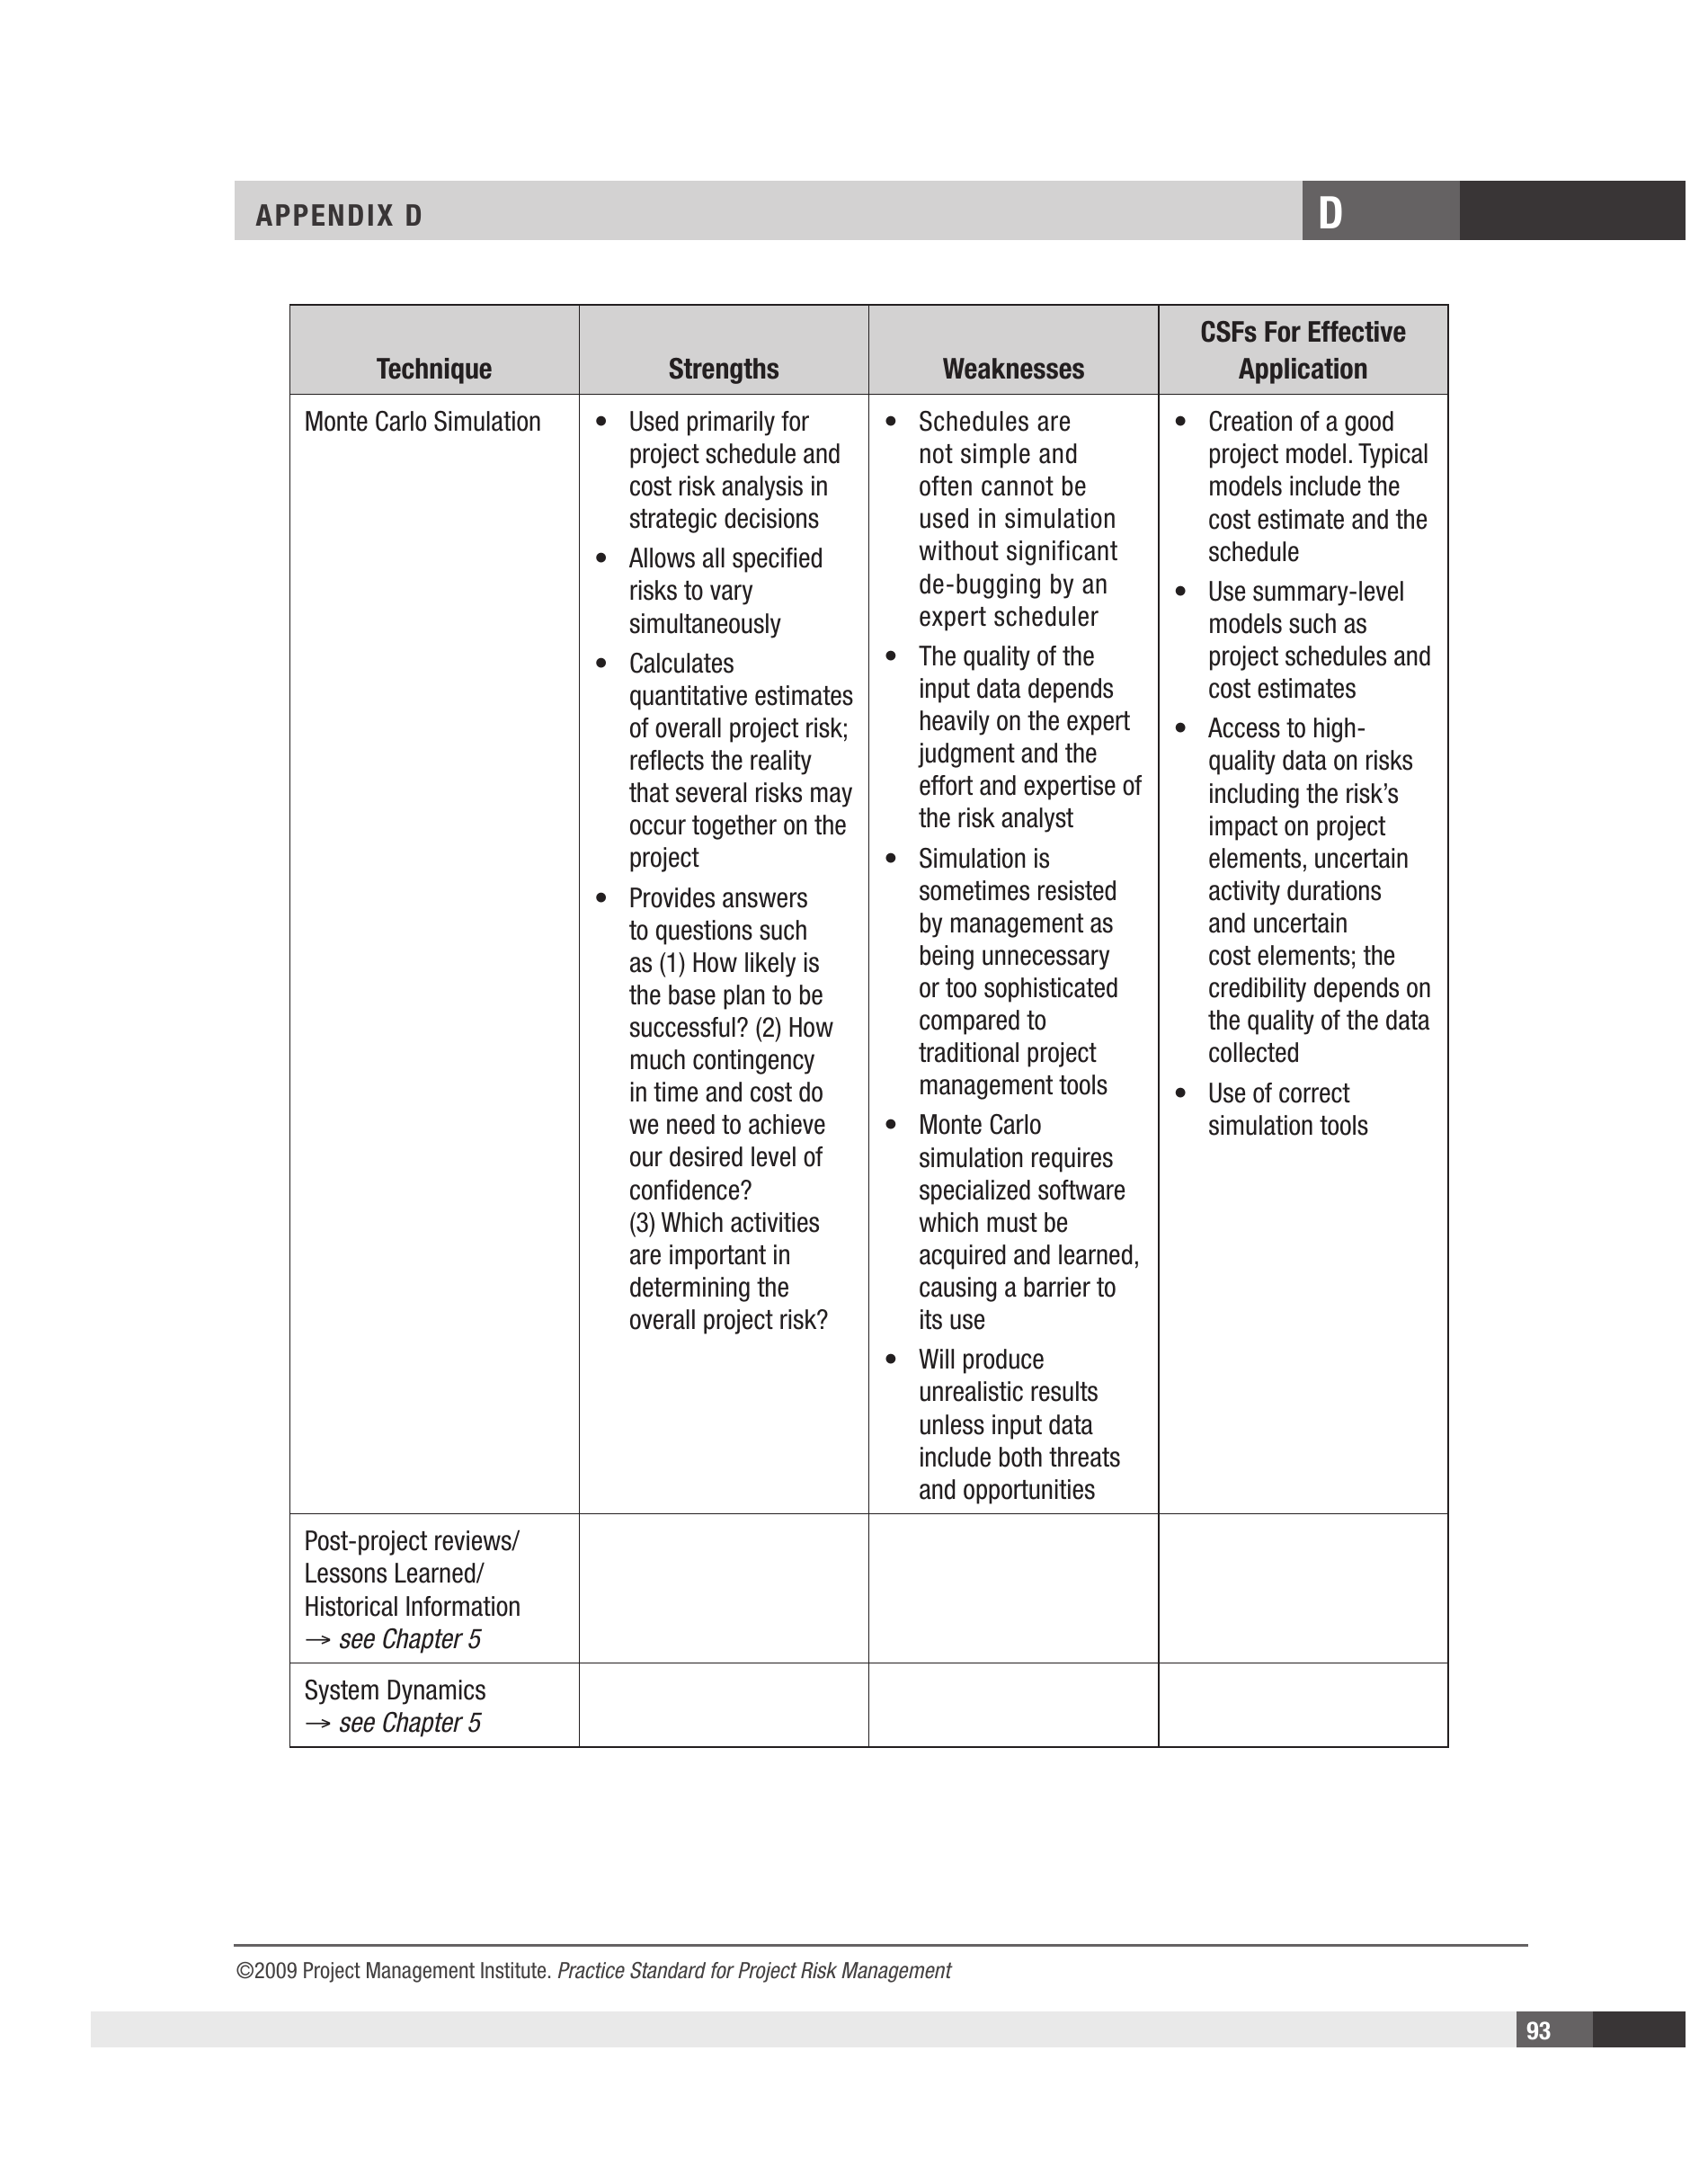 APPENDIX D
D
Technique
Strengths
Weaknesses
CSFs For Effective
Application
Monte Carlo Simulation
• Used primarily for
project schedule and
cost risk analysis in
strategic decisions
• Allows all specified
risks to vary
simultaneously
• Calculates
quantitative estimates
of overall project risk;
reflects the reality
that several risks may
occur together on the
project
• Provides answers
to questions such
as (1) How likely is
the base plan to be
successful? (2) How
much contingency
in time and cost do
we need to achieve
our desired level of
confidence?
(3) Which activities
are important in
determining the
overall project risk?
• Schedules are
not simple and
often cannot be
used in simulation
without significant
de-bugging by an
expert scheduler
• The quality of the
input data depends
heavily on the expert
judgment and the
effort and expertise of
the risk analyst
• Simulation is
sometimes resisted
by management as
being unnecessary
or too sophisticated
compared to
traditional project
management tools
• Monte Carlo
simulation requires
specialized software
which must be
acquired and learned,
causing a barrier to
its use
• Will produce
unrealistic results
unless input data
include both threats
and opportunities
• Creation of a good
project model. Typical
models include the
cost estimate and the
schedule
• Use summary-level
models such as
project schedules and
cost estimates
• Access to high-
quality data on risks
including the risk’s
impact on project
elements, uncertain
activity durations
and uncertain
cost elements; the
credibility depends on
the quality of the data
collected
• Use of correct
simulation tools
Post-project reviews/
Lessons Learned/
Historical Information
→ see Chapter 5
System Dynamics
→ see Chapter 5
©2009 Project Management Institute. Practice Standard for Project Risk Management
93